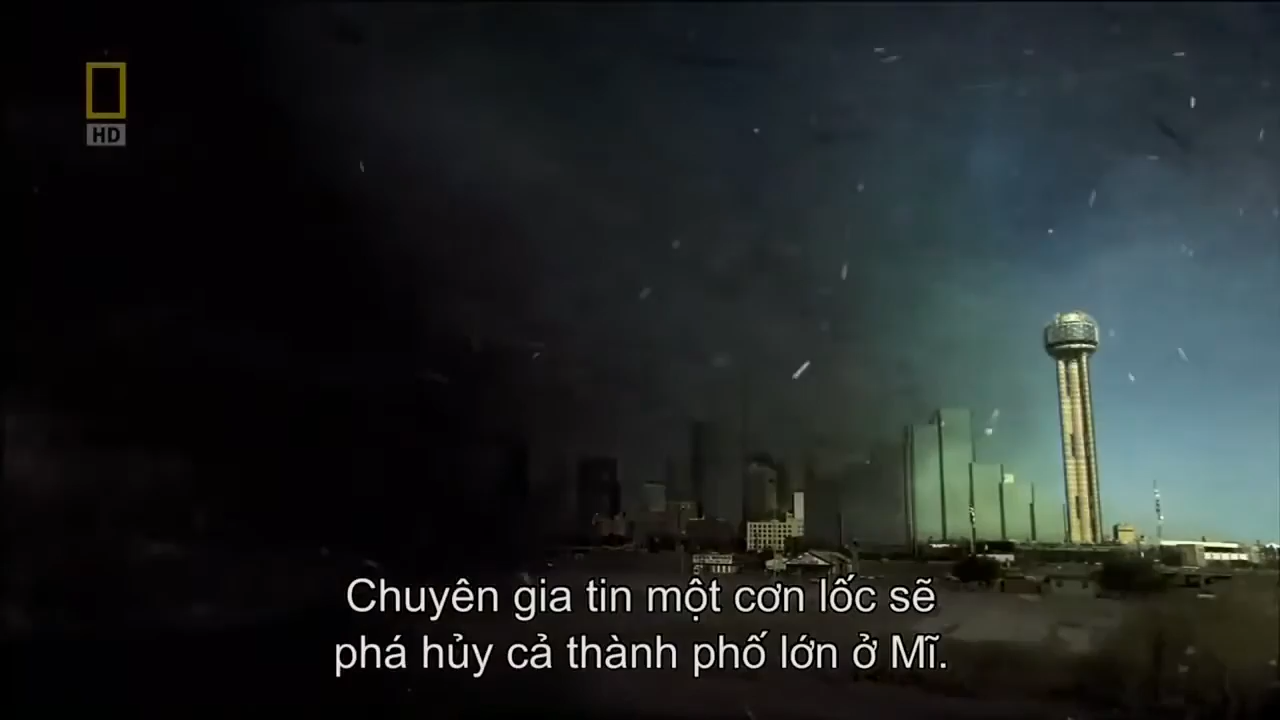 HD
Chuyên gia tin một cơn lốc sẽ
phá hủy cả thành phố lớn ở Mĩ.